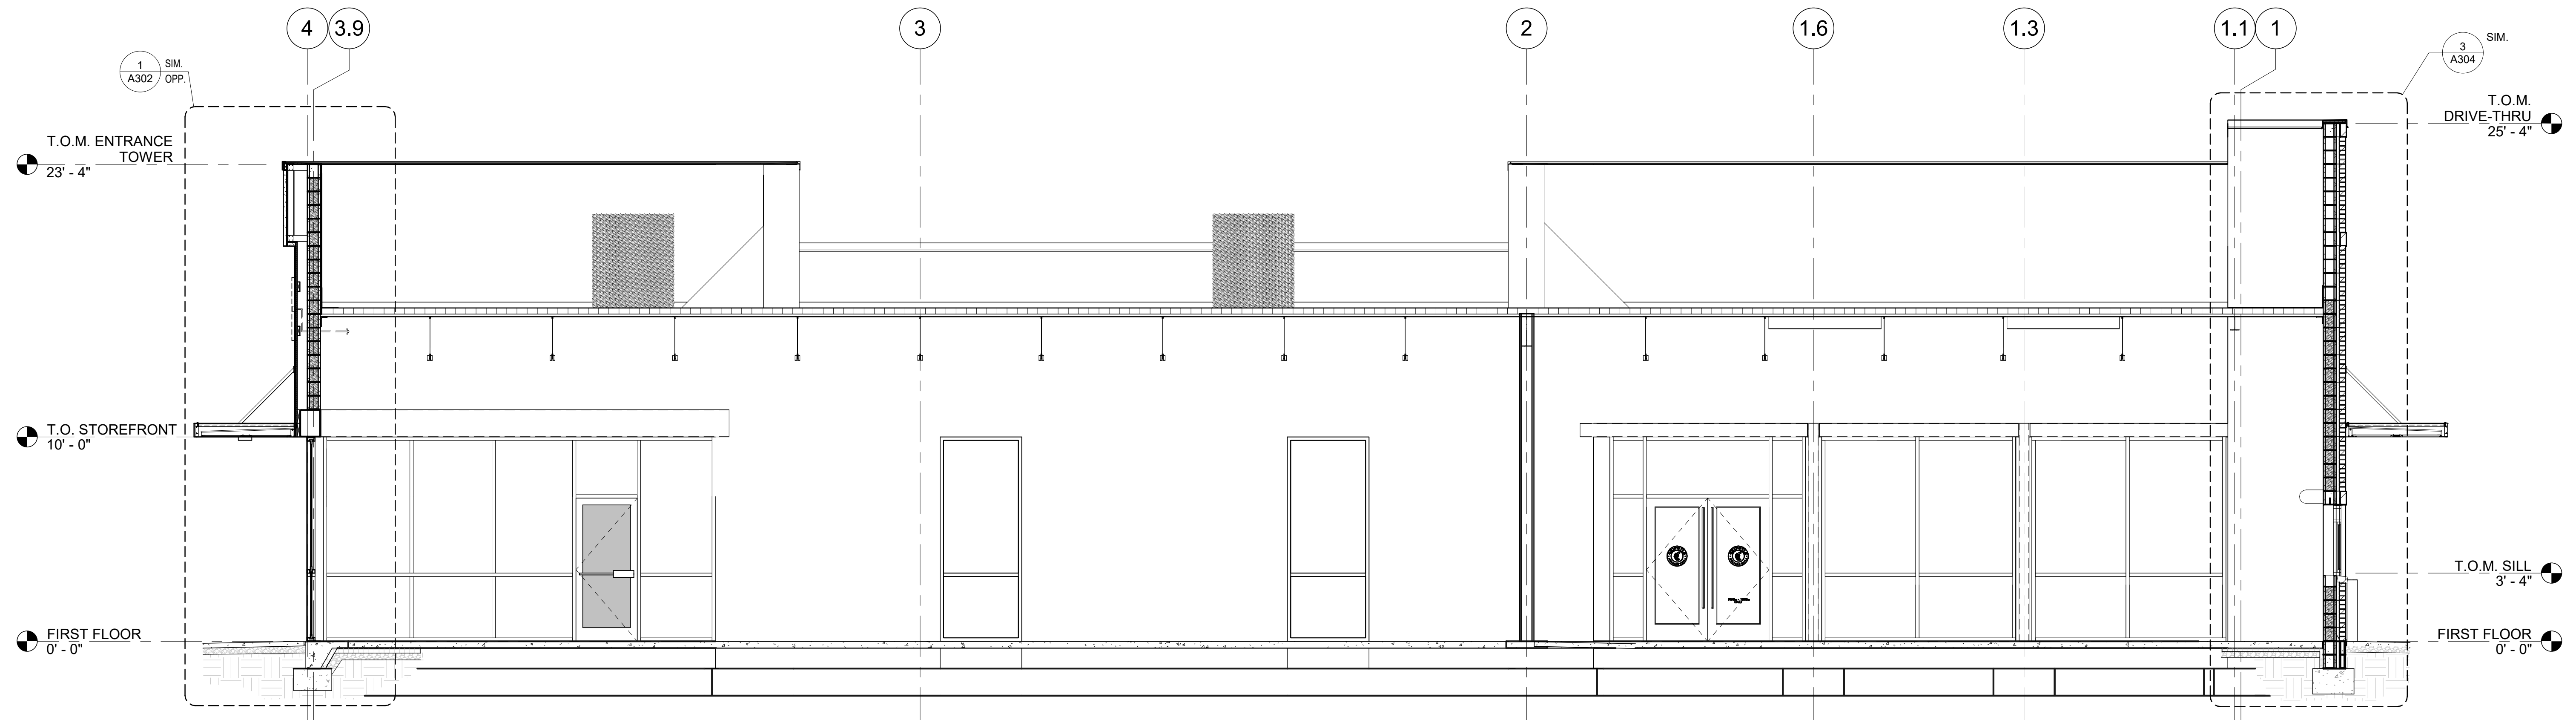 4
3.9
3
2
1.6
1.3
1.1
1
1
A302
SIM.
OPP.
3
A304
SIM.
T.O.M. ENTRANCE
TOWER
23' - 4"
T.O.M.
DRIVE-THRU
25' - 4"
T.O. STOREFRONT
10' - 0"
T.O.M. SILL
3' - 4"
FIRST FLOOR
0' - 0"
FIRST FLOOR
0' - 0"